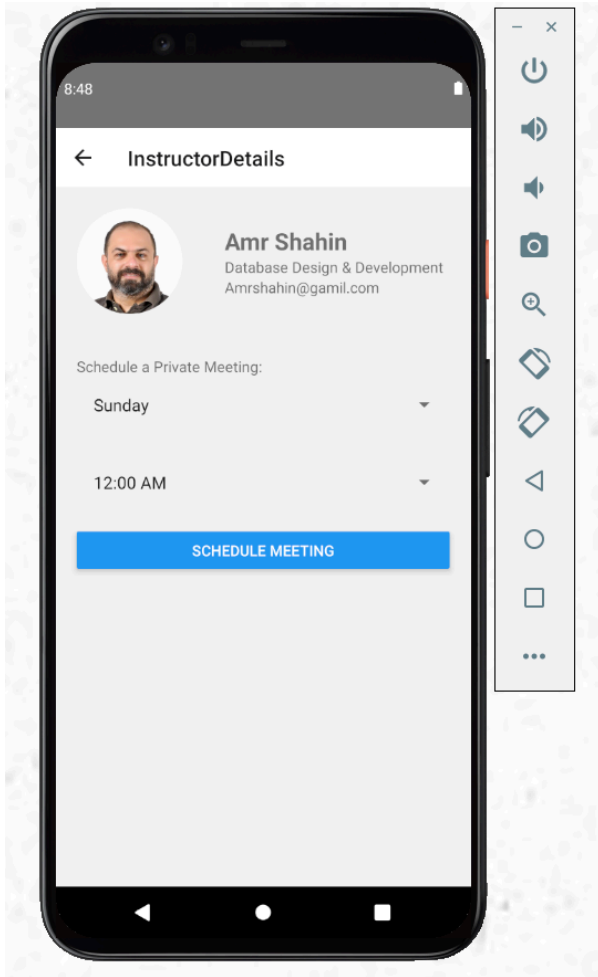 8:48
InstructorDetails
Amr Shahin
Database Design & Development
Amrshahin@gamil.com
Schedule a Private Meeting:
Sunday
12:00 AM
SCHEDULE MEETING